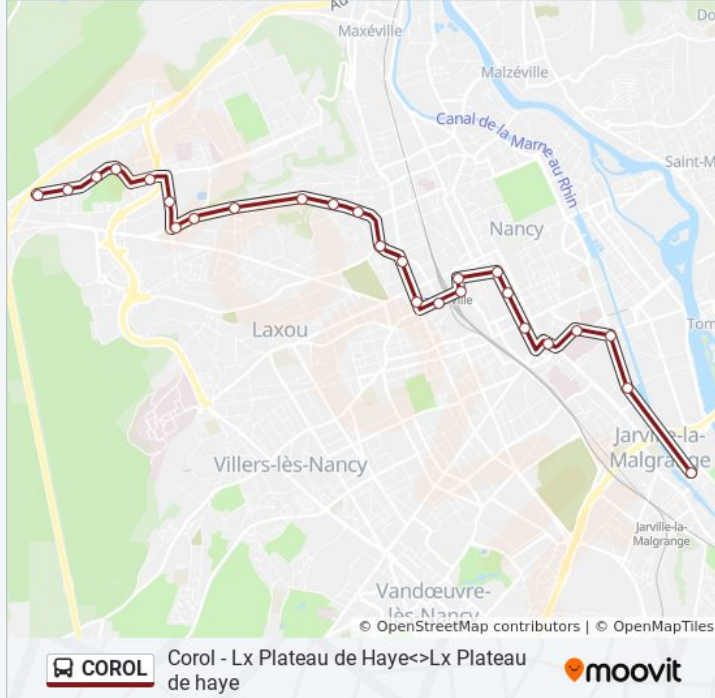 Maxéville
Malzéville
Canal de la Marne au Rhin
Saint-M
Nancy
ville
Tom
Laxou
Jarville-la-
Malgrange
Villers-lès-Nancy
Jarville-la-
Malgrange
Vandœuvre-
lès-Nancy
© OpenStreetMap contributors | © OpenMapTiles
COROL
Corol - Lx Plateau de Haye<>Lx Plateau
de haye
moovit